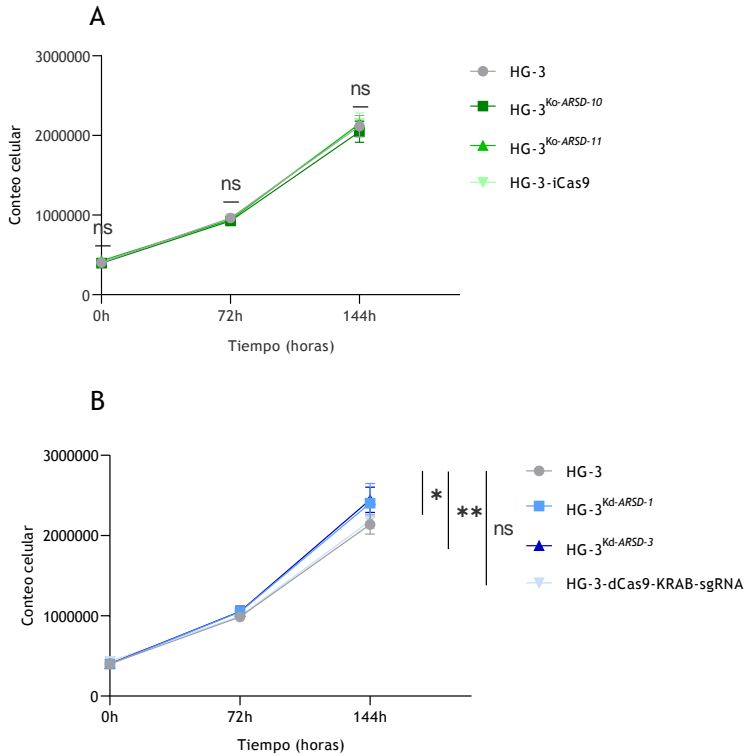 A
3000000
2000000
1000000
0
Conteo celular
ns
ns
ns
0h
72h
144h
Tiempo (horas)
HG-3
HG-3Ko-ARSD-10
HG-3Ko-ARSD-11
HG-3-iCas9
B
3000000
2000000
1000000
0
Conteo celular
0h
72h
144h
Tiempo (horas)
*
**
ns
HG-3
HG-3Kd-ARSD-1
HG-3Kd-ARSD-3
HG-3-dCas9-KRAB-sgRNA